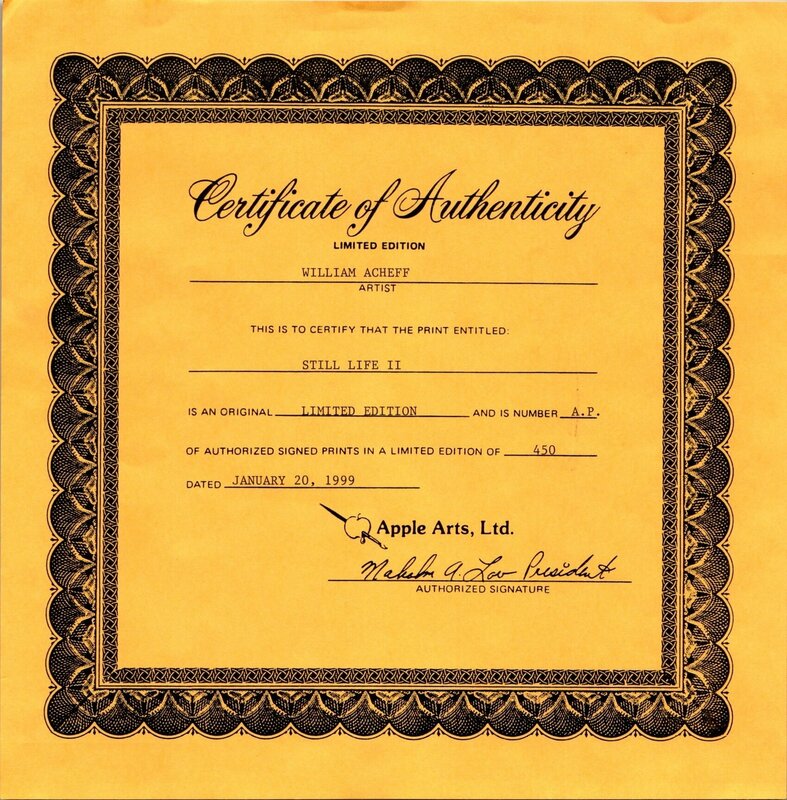 Certificate of Authenticity
LIMITED EDITION
WILLIAM ACHEFF
ARTIST
THIS IS TO CERTIFY THAT THE PRINT ENTITLED:
STILL LIFE II
IS AN ORIGINAL LIMITED EDITION AND IS NUMBER A.P.
OF AUTHORIZED SIGNED PRINTS IN A LIMITED EDITION OF 450
DATED JANUARY 20, 1999
Apple Arts, Ltd.
A. President
AUTHORIZED SIGNATURE